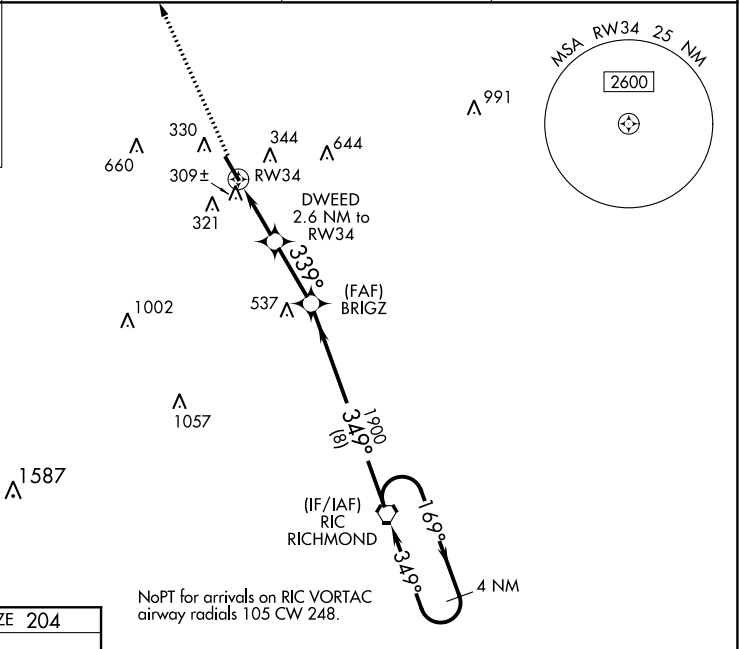 MSA RW34 25 NM
2600
991
330
344
644
660
309±
RW34
321
DWEED
2.6 NM to
RW34
339°
(FAF)
BRIGZ
537
1002
1057
1900
349°
(8)
1587
(IF/IAF)
RIC
RICHMOND
169°
349°
4 NM
NoPT for arrivals on RIC VORTAC
airway radials 105 CW 248.
ZE 204